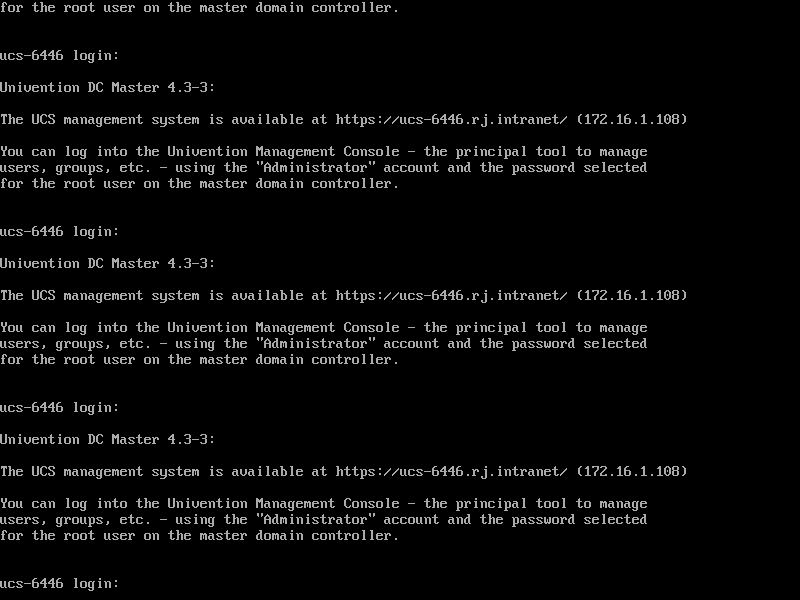 for the root user on the master domain controller.
ucs-6446 login:
Univention DC Master 4.3-3:
The UCS management system is available at https://ucs-6446.rj.intranet/ (172.16.1.108)
You can log into the Univention Management Console - the principal tool to manage
users, groups, etc. - using the "Administrator" account and the password selected
for the root user on the master domain controller.
ucs-6446 login:
Univention DC Master 4.3-3:
The UCS management system is available at https://ucs-6446.rj.intranet/ (172.16.1.108)
You can log into the Univention Management Console - the principal tool to manage
users, groups, etc. - using the "Administrator" account and the password selected
for the root user on the master domain controller.
ucs-6446 login:
Univention DC Master 4.3-3:
The UCS management system is available at https://ucs-6446.rj.intranet/ (172.16.1.108)
You can log into the Univention Management Console - the principal tool to manage
users, groups, etc. - using the "Administrator" account and the password selected
for the root user on the master domain controller.
ucs-6446 login: